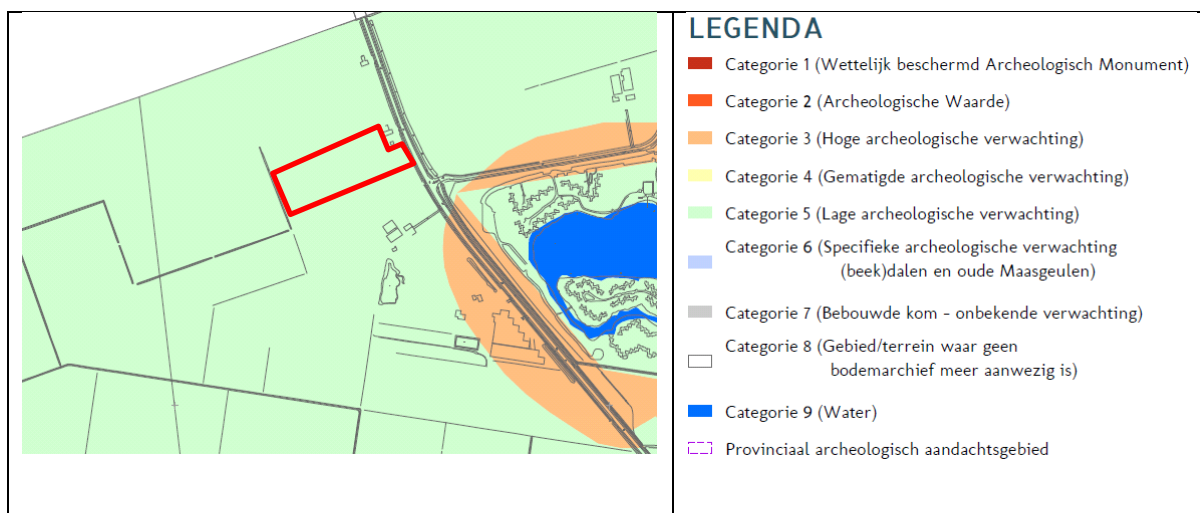 LEGENDA
Categorie 1 (Wettelijk beschermd Archeologisch Monument)
Categorie 2 (Archeologische Waarde)
Categorie 3 (Hoge archeologische verwachting)
Categorie 4 (Gematigde archeologische verwachting)
Categorie 5 (Lage archeologische verwachting)
Categorie 6 (Specifieke archeologische verwachting
(beek)dalen en oude Maasgeulen)
Categorie 7 (Bebouwde kom - onbekende verwachting)
Categorie 8 (Gebied/terrein waar geen
bodemarchief meer aanwezig is)
Categorie 9 (Water)
Provinciaal archeologisch aandachtsgebied